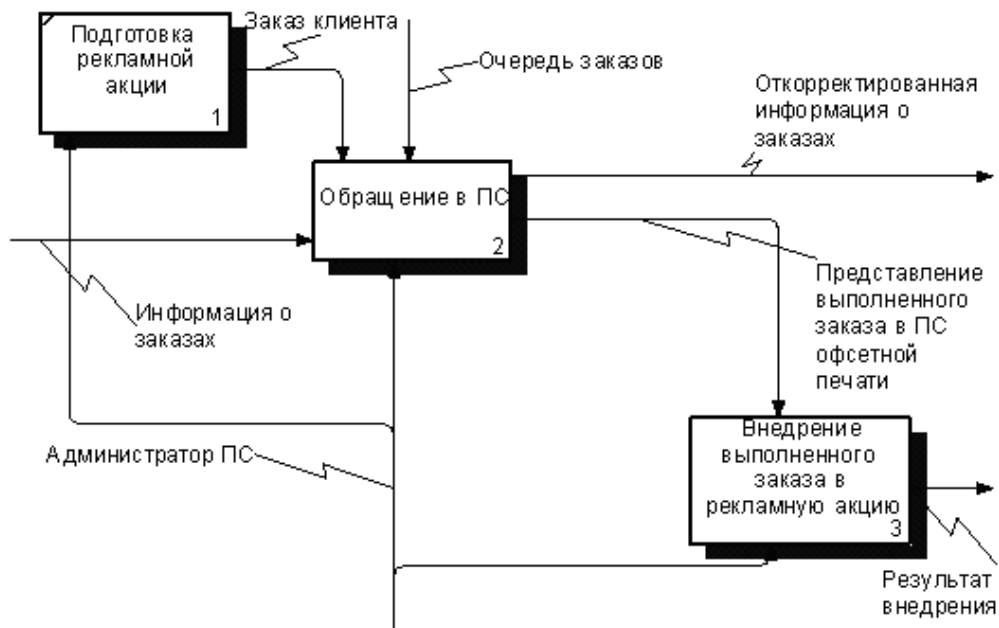 Подготовка
рекламной
акции
1
Заказ клиента
Очередь заказов
Откорректированная
информация о
заказах
Обращение в ПС
2
Информация о
заказах
Представление
выполненного
заказа в ПС
офсетной
печати
Администратор ПС
Внедрение
выполненного
заказа в
рекламную акцию
3
Результат
внедрения